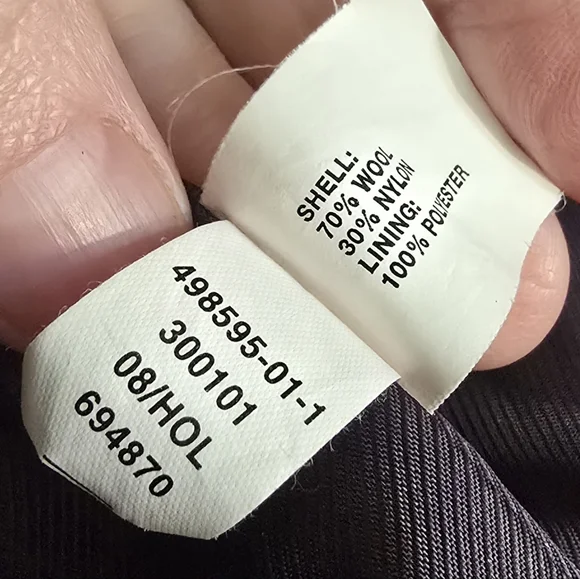 SHELL:
70% WOOL
30% NYLON
LINING:
100% POLYESTER
498595-01-1
300101
08/HOL
694870